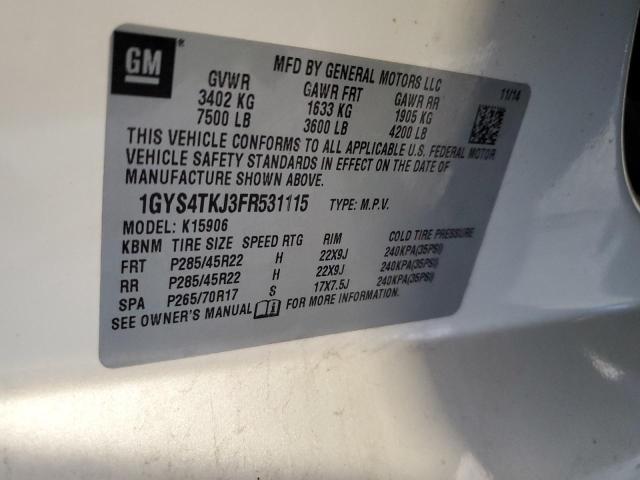 GM
MFD BY GENERAL MOTORS LLC
GVWR GAWR FRT GAWR RR 11/14
3402 KG 1633 KG 1905 KG
7500 LB 3600 LB 4200 LB
THIS VEHICLE CONFORMS TO ALL APPLICABLE U.S. FEDERAL MOTOR
VEHICLE SAFETY STANDARDS IN EFFECT ON THE DATE OF
MANUFACTURE SHOWN ABOVE.
1GYS4TKJ3FR531115 TYPE: M.P.V.
MODEL: K15906
KBNM TIRE SIZE SPEED RTG RIM COLD TIRE PRESSURE
FRT P285/45R22 H 22X9J 240KPA(35PSI)
RR P285/45R22 H 22X9J 240KPA(35PSI)
SPA P265/70R17 S 17X7.5J 240KPA(35PSI)
SEE OWNER'S MANUAL FOR MORE INFORMATION